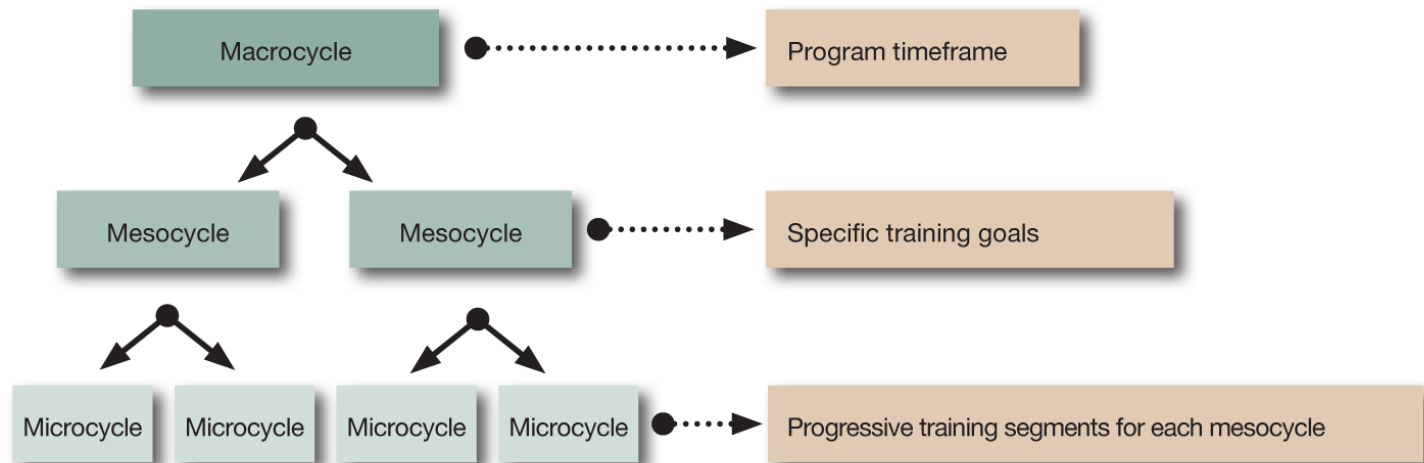 Macrocycle
Program timeframe
Mesocycle
Mesocycle
Specific training goals
Microcycle
Microcycle
Microcycle
Microcycle
Progressive training segments for each mesocycle